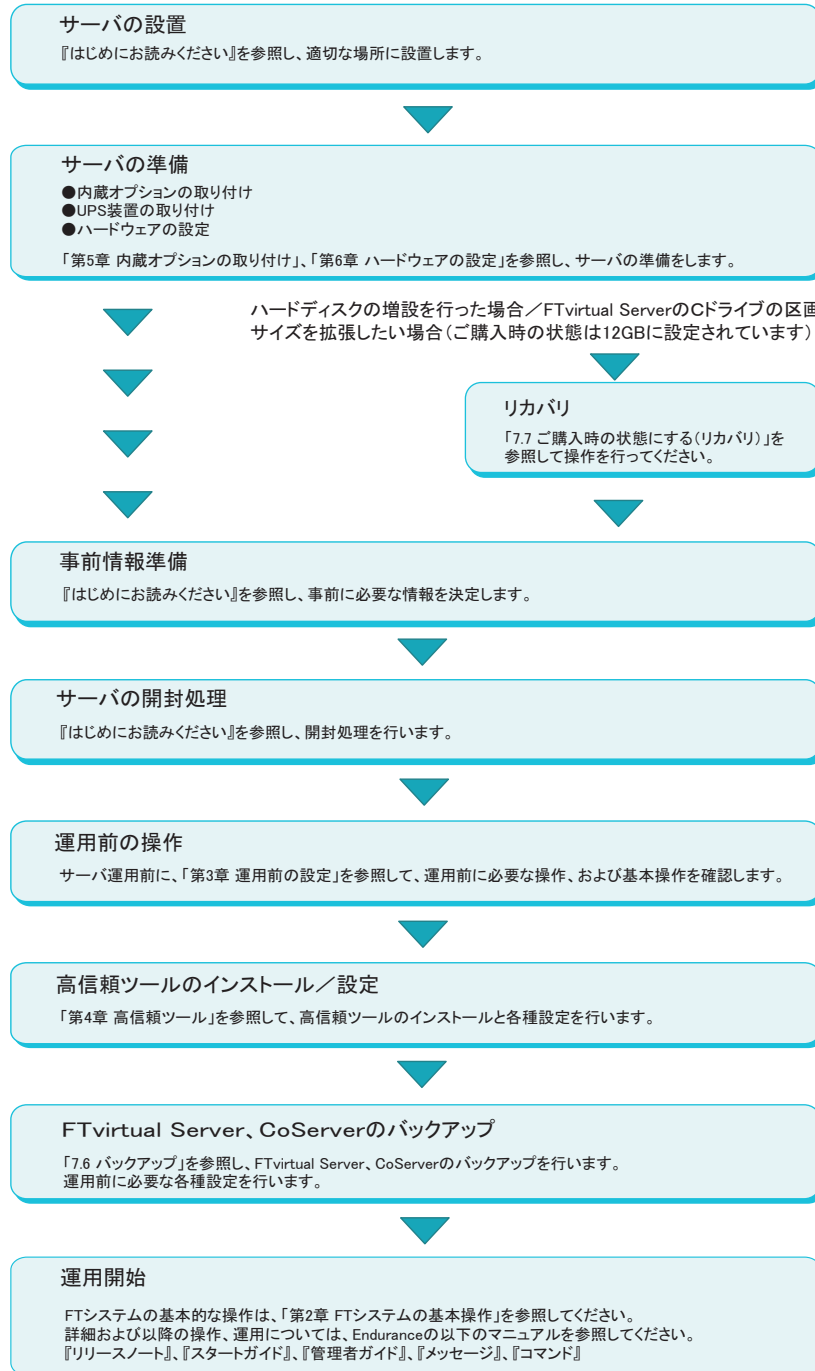 サーバの設置
『はじめにお読みください』を参照し、適切な場所に設置します。
サーバの準備
●内蔵オプションの取り付け
●UPS装置の取り付け
●ハードウェアの設定
「第5章 内蔵オプションの取り付け」、「第6章 ハードウェアの設定」を参照し、サーバの準備をします。
ハードディスクの増設を行った場合／FTvirtual ServerのCドライブの区画
サイズを拡張したい場合（ご購入時の状態は12GBに設定されています）
リカバリ
「7.7 ご購入時の状態にする（リカバリ）」を
参照して操作を行ってください。
事前情報準備
『はじめにお読みください』を参照し、事前に必要な情報を決定します。
サーバの開封処理
『はじめにお読みください』を参照し、開封処理を行います。
運用前の操作
サーバ運用前に、「第3章 運用前の設定」を参照して、運用前に必要な操作、および基本操作を確認します。
高信頼ツールのインストール／設定
「第4章 高信頼ツール」を参照して、高信頼ツールのインストールと各種設定を行います。
FTvirtual Server、CoServerのバックアップ
「7.6 バックアップ」を参照し、FTvirtual Server、CoServerのバックアップを行います。
運用前に必要な各種設定を行います。
運用開始
FTシステムの基本的な操作は、「第2章 FTシステムの基本操作」を参照してください。
詳細および以降の操作、運用については、Enduranceの以下のマニュアルを参照してください。
『リリースノート』、『スタートガイド』、『管理者ガイド』、『メッセージ』、『コマンド』